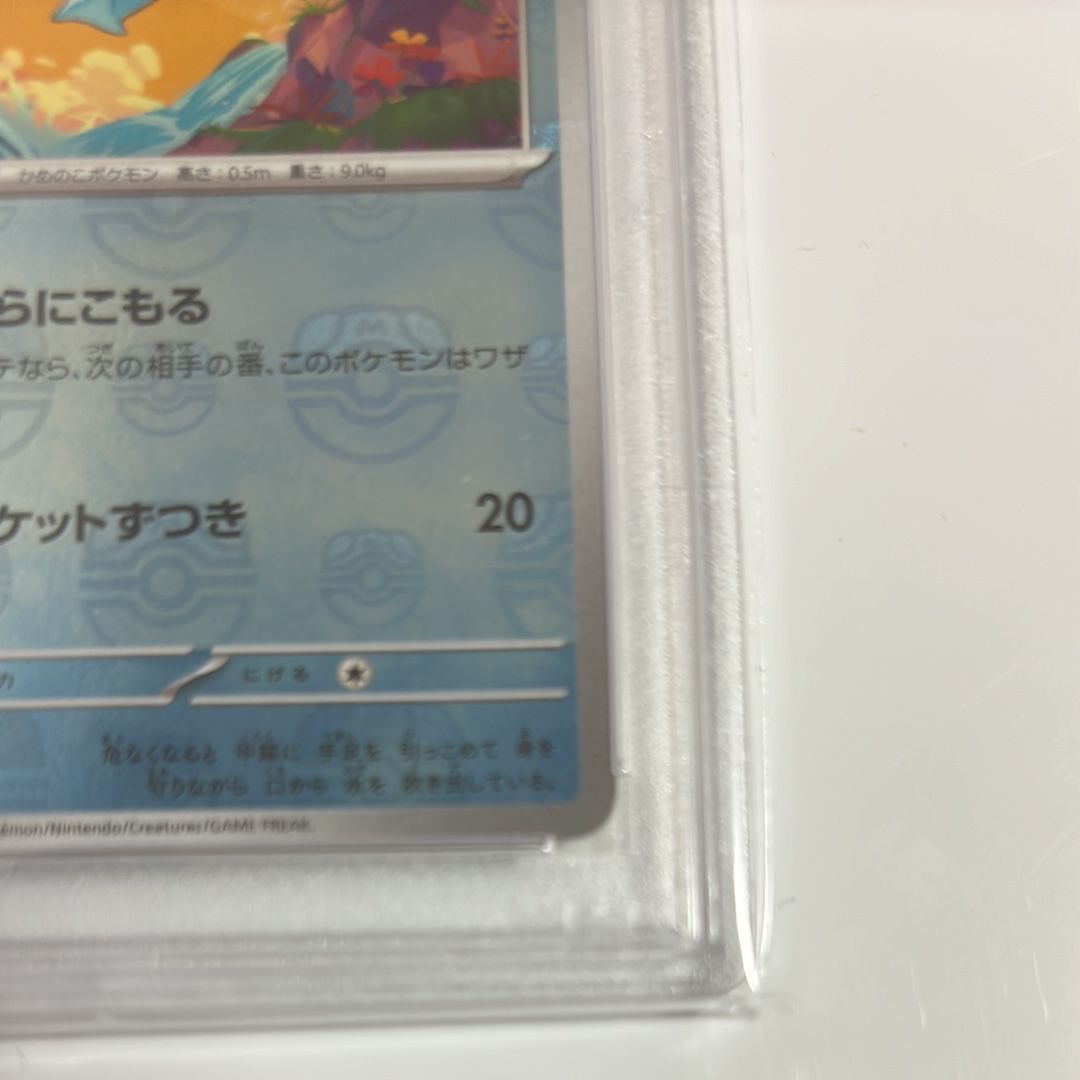 かめのこポケモン 高さ：0.5m 重さ：9.0kg
らにこもる
テなら、次の相手の番、このポケモンはワザ
ケットずつき 20
力 にげる
危なくなると 甲羅に 手足を 引っこめて 身を
守りながら 口から 水を 吹き出している。
émon/Nintendo/Creatures/GAME FREAK.